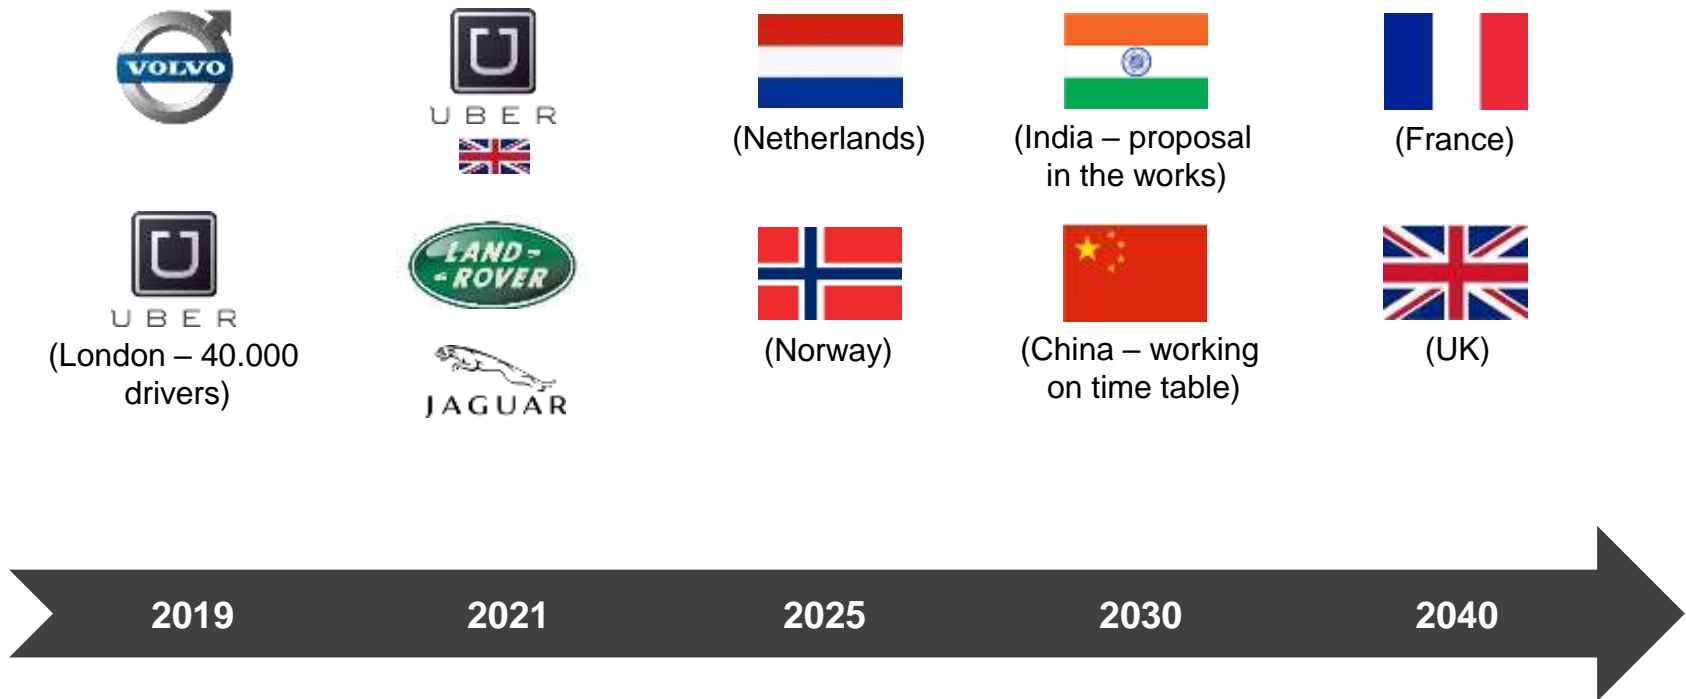 VOLVO
UBER
(London – 40.000
drivers)
UBER
LAND-
-ROVER
JAGUAR
(Netherlands)
(Norway)
(India – proposal
in the works)
(China – working
on time table)
(France)
(UK)
2019
2021
2025
2030
2040